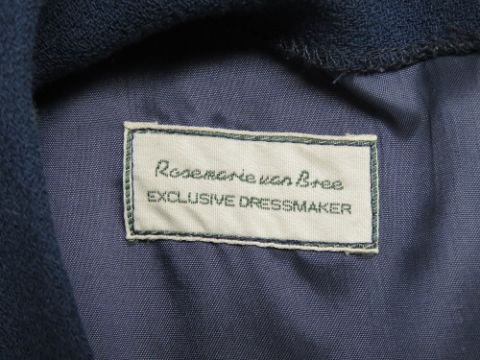 Rosemarie van Bree
EXCLUSIVE DRESSMAKER